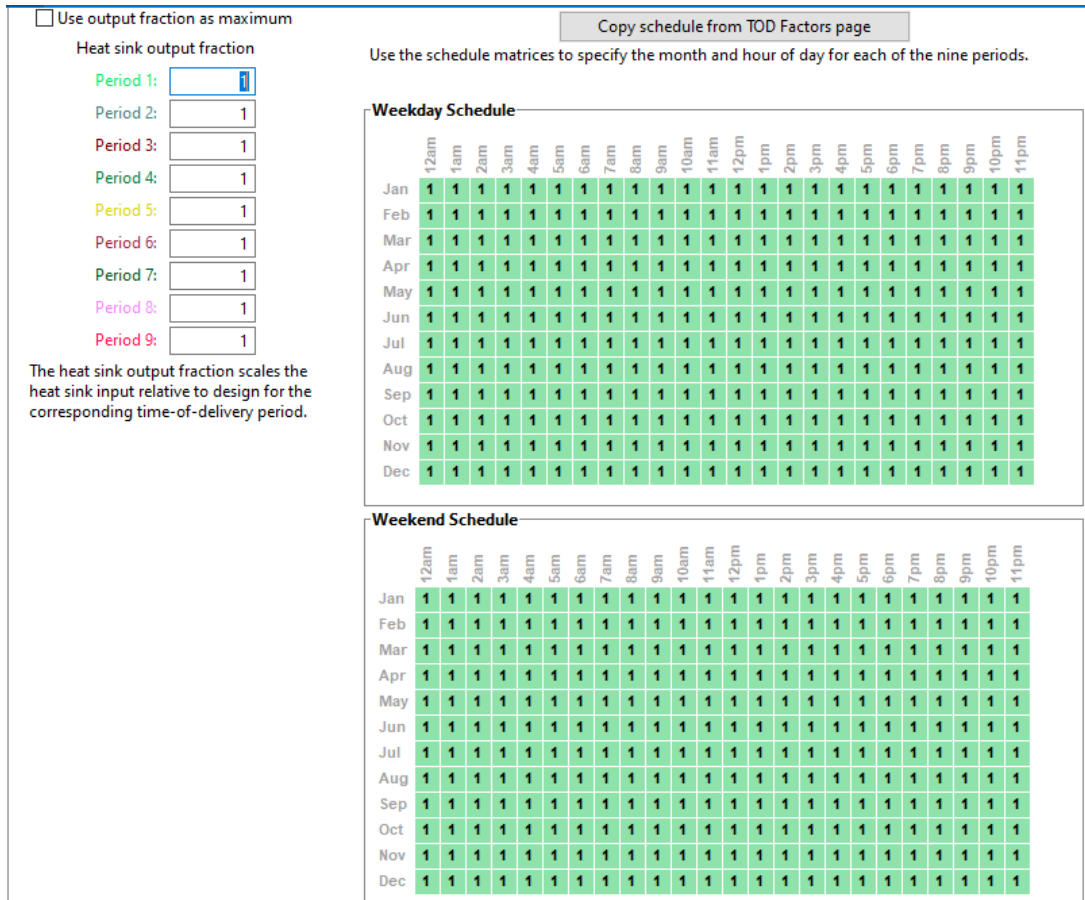 Use output fraction as maximum
Heat sink output fraction
Period 1: 1
Period 2: 1
Period 3: 1
Period 4: 1
Period 5: 1
Period 6: 1
Period 7: 1
Period 8: 1
Period 9: 1
The heat sink output fraction scales the
heat sink input relative to design for the
corresponding time-of-delivery period.
Copy schedule from TOD Factors page
Use the schedule matrices to specify the month and hour of day for each of the nine periods.
Weekday Schedule
12am 1am 2am 3am 4am 5am 6am 7am 8am 9am 10am 11am 12pm 1pm 2pm 3pm 4pm 5pm 6pm 7pm 8pm 9pm 10pm 11pm
Jan 1 1 1 1 1 1 1 1 1 1 1 1 1 1 1 1 1 1 1 1 1 1 1 1
Feb 1 1 1 1 1 1 1 1 1 1 1 1 1 1 1 1 1 1 1 1 1 1 1 1
Mar 1 1 1 1 1 1 1 1 1 1 1 1 1 1 1 1 1 1 1 1 1 1 1 1
Apr 1 1 1 1 1 1 1 1 1 1 1 1 1 1 1 1 1 1 1 1 1 1 1 1
May 1 1 1 1 1 1 1 1 1 1 1 1 1 1 1 1 1 1 1 1 1 1 1 1
Jun 1 1 1 1 1 1 1 1 1 1 1 1 1 1 1 1 1 1 1 1 1 1 1 1
Jul 1 1 1 1 1 1 1 1 1 1 1 1 1 1 1 1 1 1 1 1 1 1 1 1
Aug 1 1 1 1 1 1 1 1 1 1 1 1 1 1 1 1 1 1 1 1 1 1 1 1
Sep 1 1 1 1 1 1 1 1 1 1 1 1 1 1 1 1 1 1 1 1 1 1 1 1
Oct 1 1 1 1 1 1 1 1 1 1 1 1 1 1 1 1 1 1 1 1 1 1 1 1
Nov 1 1 1 1 1 1 1 1 1 1 1 1 1 1 1 1 1 1 1 1 1 1 1 1
Dec 1 1 1 1 1 1 1 1 1 1 1 1 1 1 1 1 1 1 1 1 1 1 1 1
Weekend Schedule
12am 1am 2am 3am 4am 5am 6am 7am 8am 9am 10am 11am 12pm 1pm 2pm 3pm 4pm 5pm 6pm 7pm 8pm 9pm 10pm 11pm
Jan 1 1 1 1 1 1 1 1 1 1 1 1 1 1 1 1 1 1 1 1 1 1 1 1
Feb 1 1 1 1 1 1 1 1 1 1 1 1 1 1 1 1 1 1 1 1 1 1 1 1
Mar 1 1 1 1 1 1 1 1 1 1 1 1 1 1 1 1 1 1 1 1 1 1 1 1
Apr 1 1 1 1 1 1 1 1 1 1 1 1 1 1 1 1 1 1 1 1 1 1 1 1
May 1 1 1 1 1 1 1 1 1 1 1 1 1 1 1 1 1 1 1 1 1 1 1 1
Jun 1 1 1 1 1 1 1 1 1 1 1 1 1 1 1 1 1 1 1 1 1 1 1 1
Jul 1 1 1 1 1 1 1 1 1 1 1 1 1 1 1 1 1 1 1 1 1 1 1 1
Aug 1 1 1 1 1 1 1 1 1 1 1 1 1 1 1 1 1 1 1 1 1 1 1 1
Sep 1 1 1 1 1 1 1 1 1 1 1 1 1 1 1 1 1 1 1 1 1 1 1 1
Oct 1 1 1 1 1 1 1 1 1 1 1 1 1 1 1 1 1 1 1 1 1 1 1 1
Nov 1 1 1 1 1 1 1 1 1 1 1 1 1 1 1 1 1 1 1 1 1 1 1 1
Dec 1 1 1 1 1 1 1 1 1 1 1 1 1 1 1 1 1 1 1 1 1 1 1 1